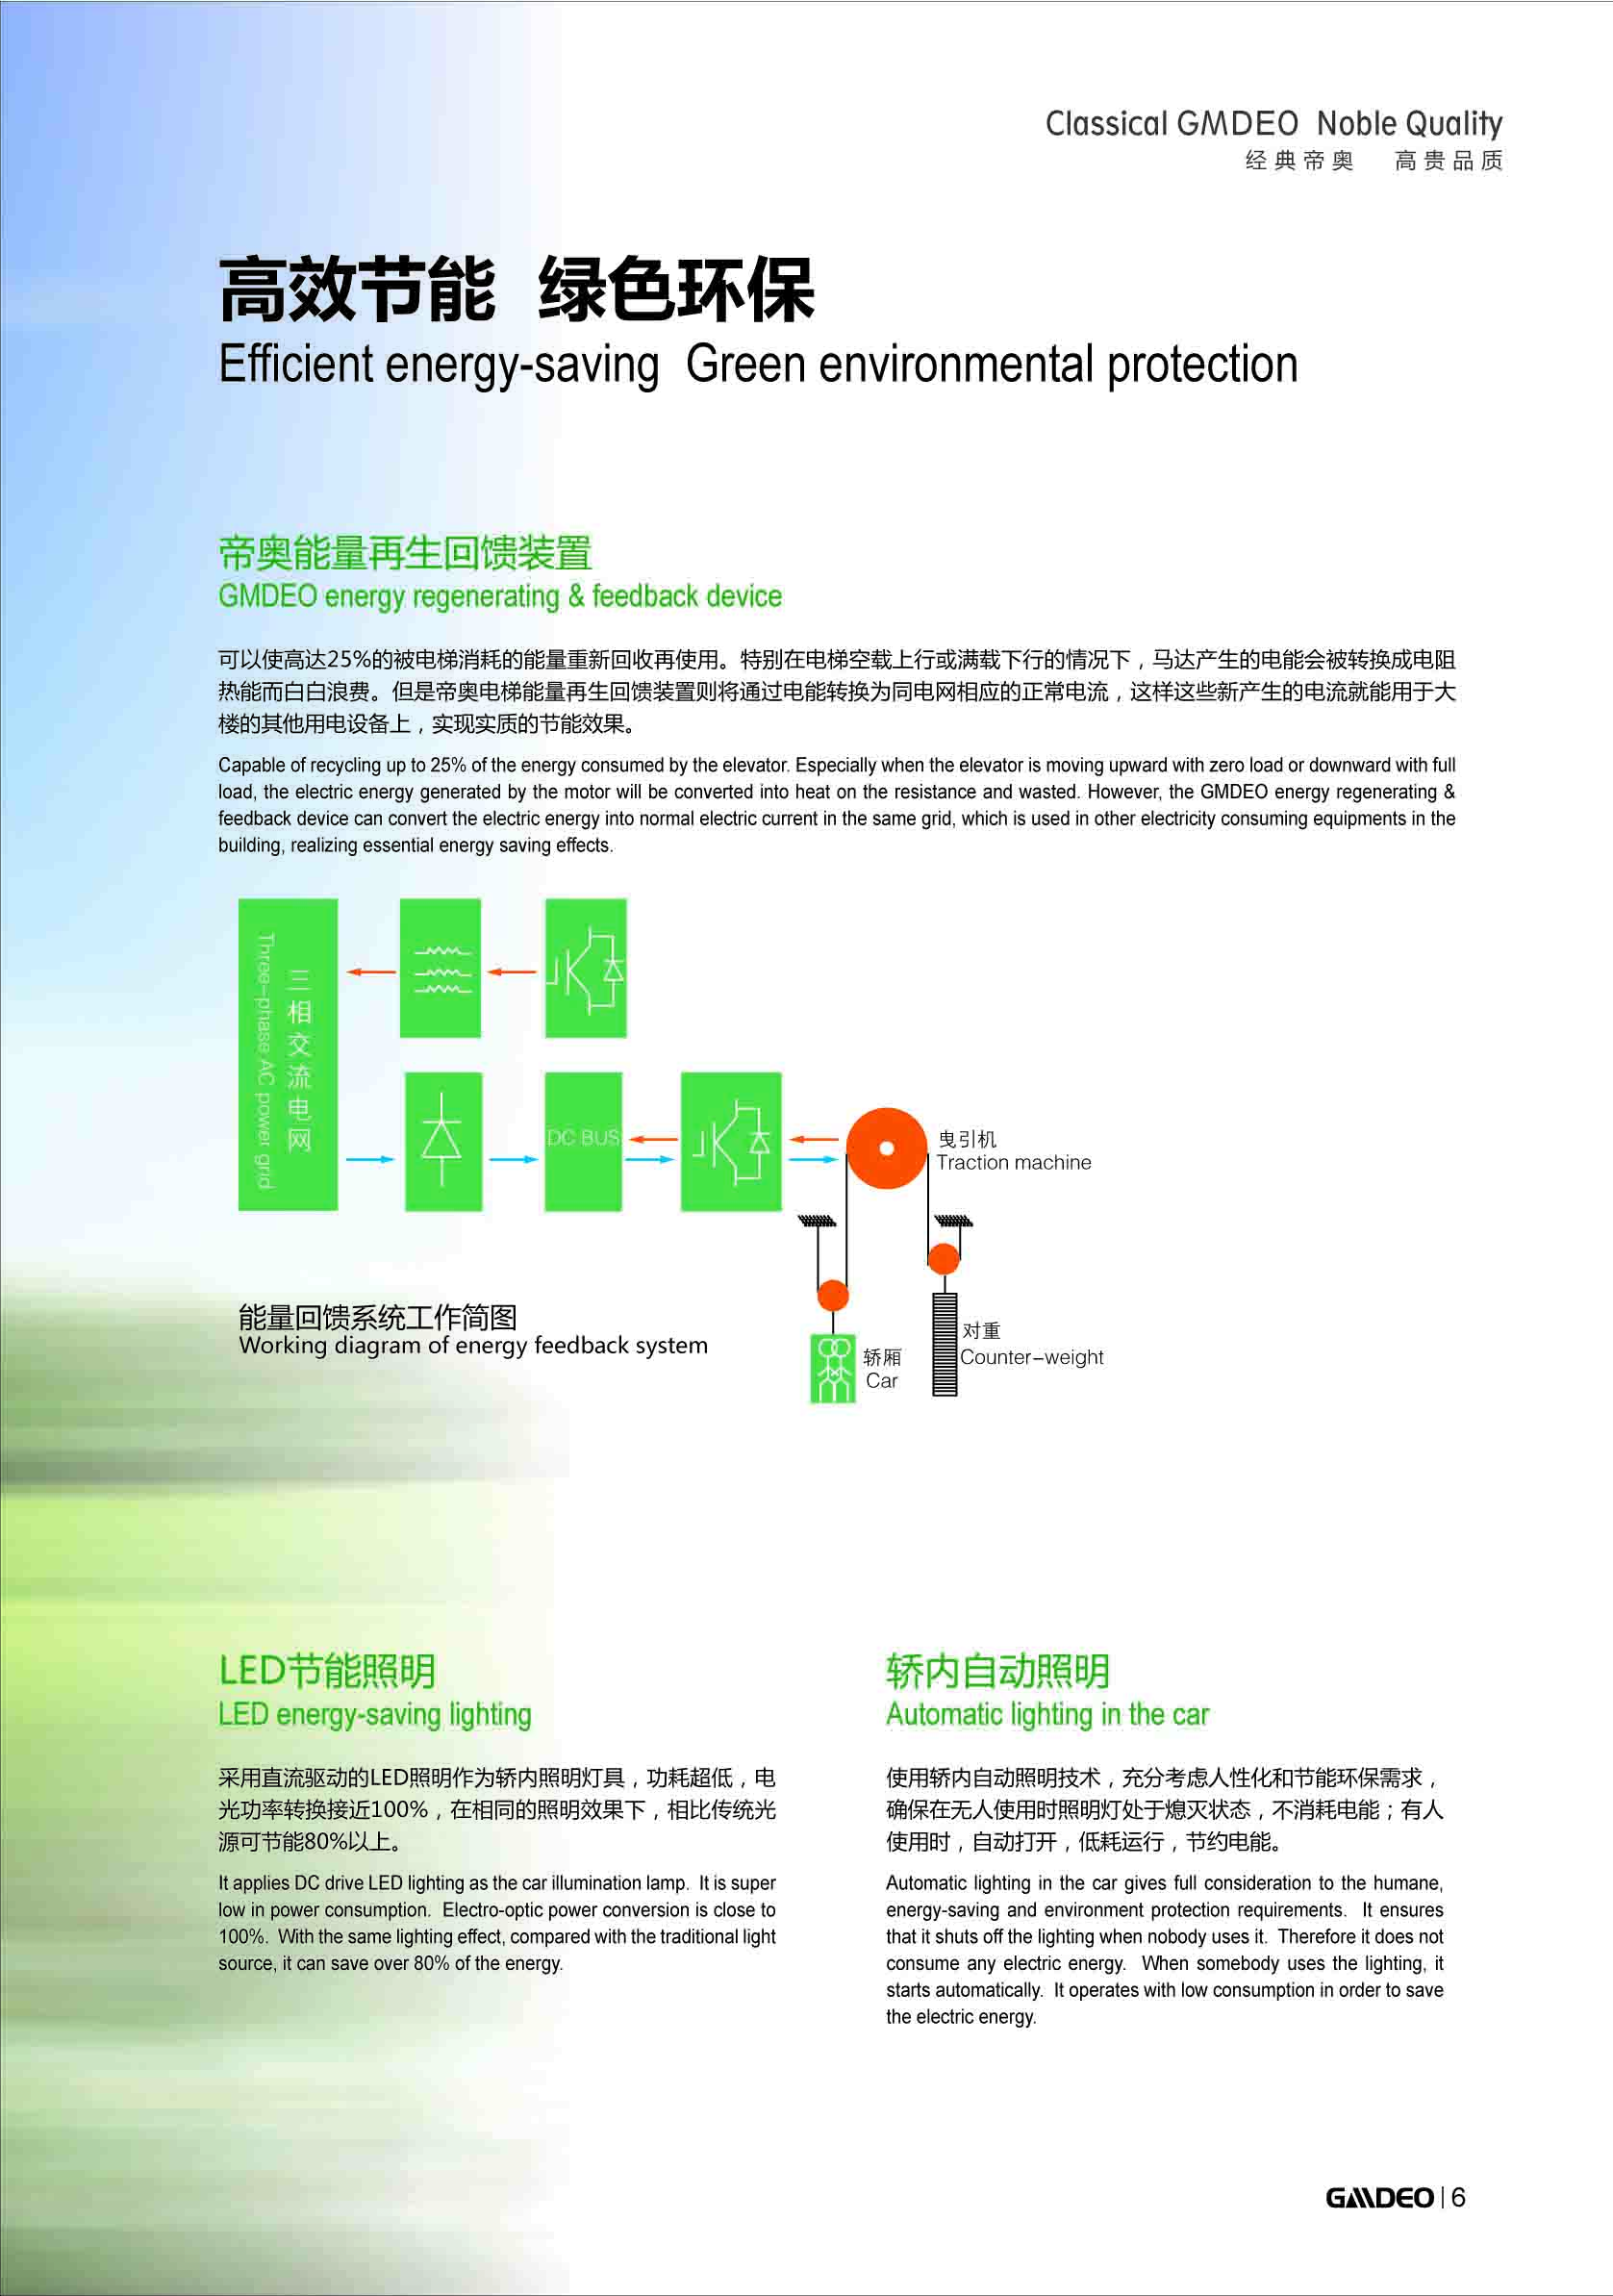 Classical GMDEO Noble Quality
经典帝奥 高贵品质
高效节能 绿色环保
Efficient energy-saving Green environmental protection
帝奥能量再生回馈装置
GMDEO energy regenerating & feedback device
可以使高达25%的被电梯消耗的能量重新回收再使用。特别在电梯空载上行或满载下行的情况下，马达产生的电能会被转换成电阻
热能而白白浪费。但是帝奥电梯能量再生回馈装置则将通过电能转换为同电网相应的正常电流，这样这些新产生的电流就能用于大
楼的其他用电设备上，实现实质的节能效果。
Capable of recycling up to 25% of the energy consumed by the elevator. Especially when the elevator is moving upward with zero load or downward with full
load, the electric energy generated by the motor will be converted into heat on the resistance and wasted. However, the GMDEO energy regenerating &
feedback device can convert the electric energy into normal electric current in the same grid, which is used in other electricity consuming equipments in the
building, realizing essential energy saving effects.
三相交流电网
Three-phase AC power grid
DC BUS
曳引机
Traction machine
对重
Counter-weight
轿厢
Car
能量回馈系统工作简图
Working diagram of energy feedback system
LED节能照明
LED energy-saving lighting
采用直流驱动的LED照明作为轿内照明灯具，功耗超低，电
光功率转换接近100%，在相同的照明效果下，相比传统光
源可节能80%以上。
It applies DC drive LED lighting as the car illumination lamp. It is super
low in power consumption. Electro-optic power conversion is close to
100%. With the same lighting effect, compared with the traditional light
source, it can save over 80% of the energy.
轿内自动照明
Automatic lighting in the car
使用轿内自动照明技术，充分考虑人性化和节能环保需求，
确保在无人使用时照明灯处于熄灭状态，不消耗电能；有人
使用时，自动打开，低耗运行，节约电能。
Automatic lighting in the car gives full consideration to the humane,
energy-saving and environment protection requirements. It ensures
that it shuts off the lighting when nobody uses it. Therefore it does not
consume any electric energy. When somebody uses the lighting, it
starts automatically. It operates with low consumption in order to save
the electric energy.
GMDEO | 6